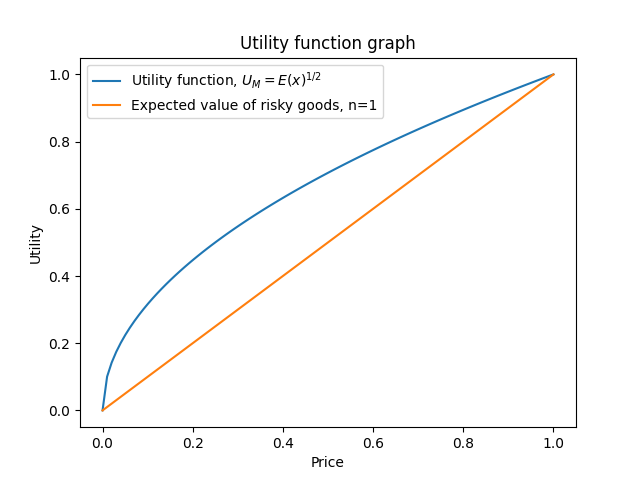 Utility function graph
Utility function, $U_M = E(x)^{1/2}$
Expected value of risky goods, n=1
1.0
0.8
0.6
0.4
0.2
0.0
Utility
0.0 0.2 0.4 0.6 0.8 1.0
Price